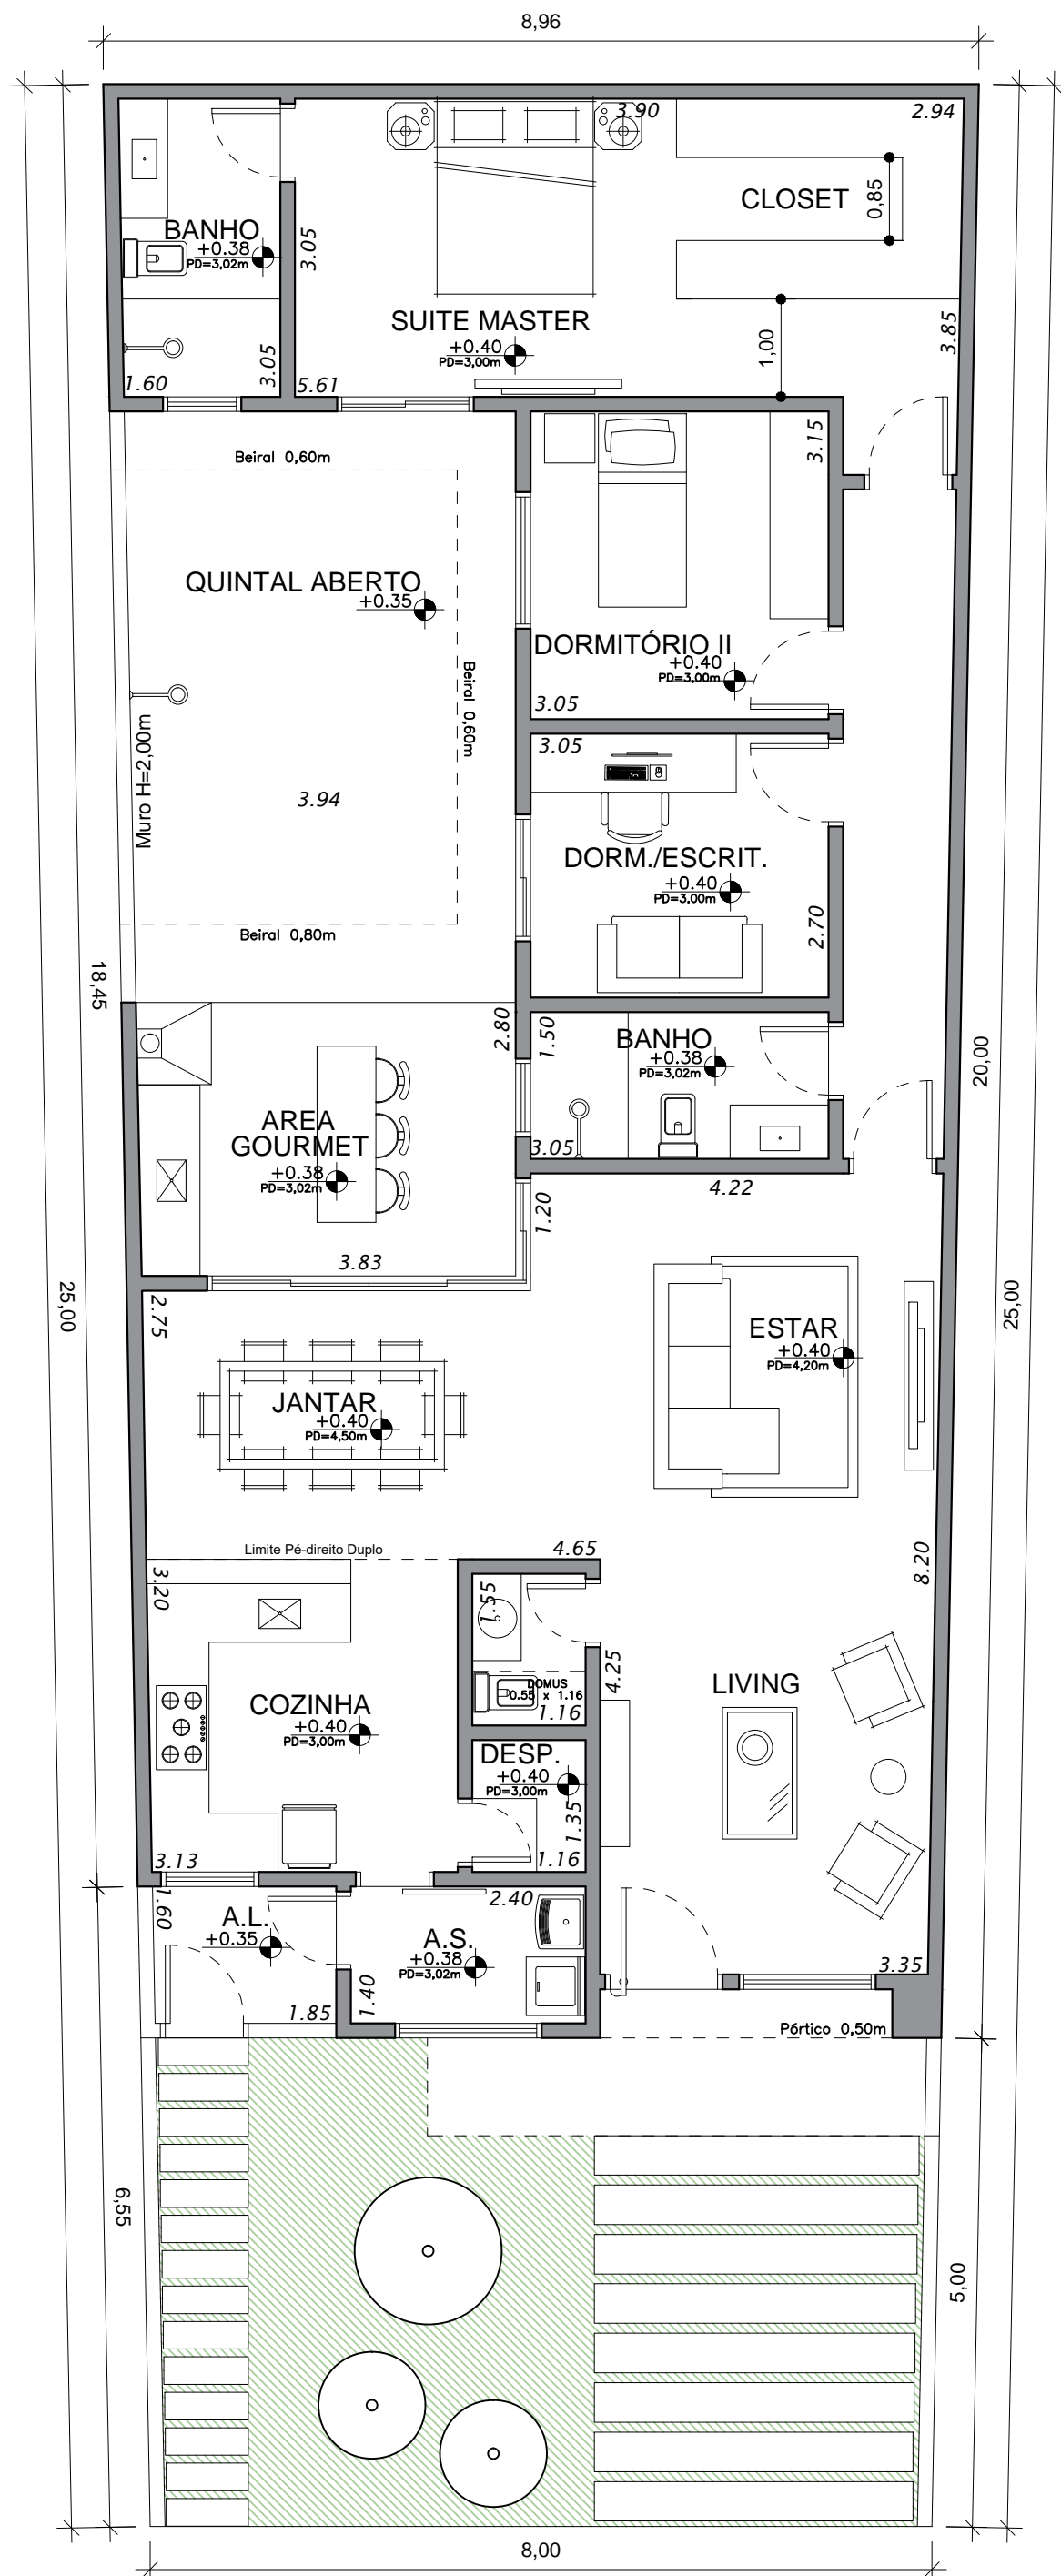 8,96
3.90
2.94
CLOSET
0,85
BANHO
+0.38
PD=3,02m
3.05
SUITE MASTER
+0.40
PD=3,00m
1,00
3.85
1.60
3.05
5.61
Beiral 0,60m
3.15
QUINTAL ABERTO
+0.35
DORMITÓRIO II
+0.40
PD=3,00m
Beiral 0,60m
3.05
Muro H=2,00m
3.05
3.94
DORM./ESCRIT.
+0.40
PD=3,00m
2.70
Beiral 0,80m
18,45
2.80
1.50
BANHO
+0.38
PD=3,02m
20,00
AREA
GOURMET
+0.38
PD=3,02m
3.05
4.22
1.20
3.83
25,00
25,00
2.75
ESTAR
+0.40
PD=4,20m
JANTAR
+0.40
PD=4,50m
Limite Pé-direito Duplo
4.65
8.20
3.20
1.55
4.25
DOMUS
0.55 x 1.16
1.16
LIVING
COZINHA
+0.40
PD=3,00m
DESP.
+0.40
PD=3,00m
1.35
3.13
1.16
1.60
2.40
A.L.
+0.35
A.S.
+0.38
PD=3,02m
3.35
1.40
1.85
Pórtico 0,50m
6,55
5,00
8,00